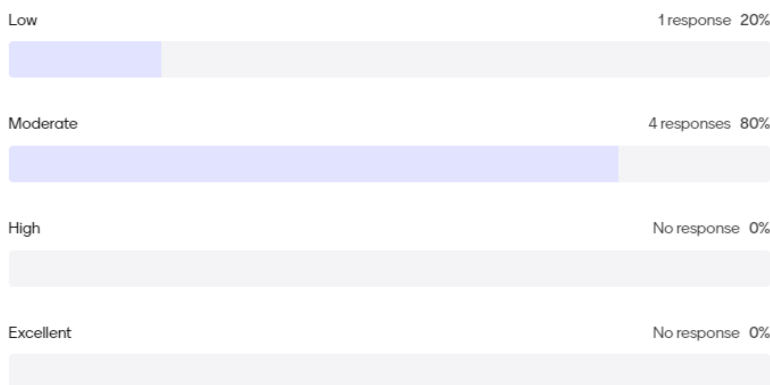 Low 1 response 20%
Moderate 4 responses 80%
High No response 0%
Excellent No response 0%